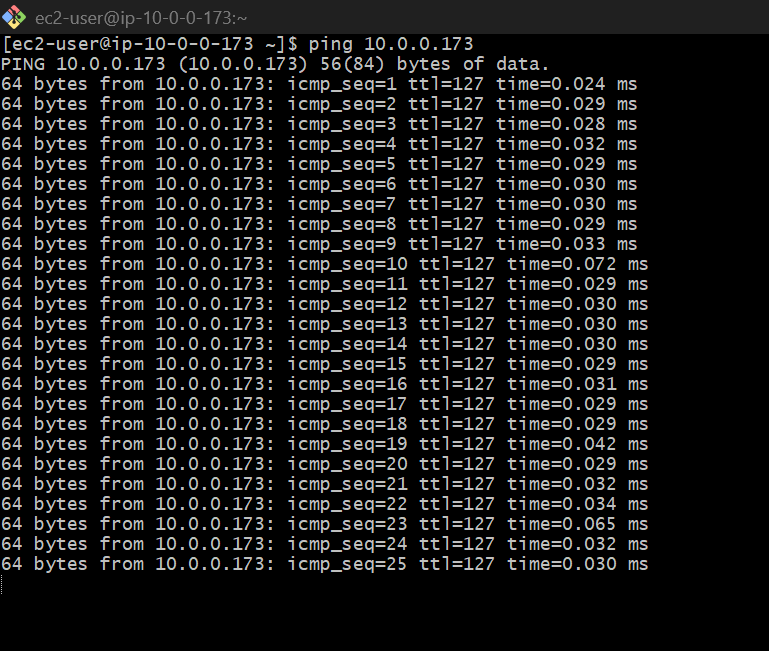 ec2-user@ip-10-0-0-173:~
[ec2-user@ip-10-0-0-173 ~]$ ping 10.0.0.173
PING 10.0.0.173 (10.0.0.173) 56(84) bytes of data.
64 bytes from 10.0.0.173: icmp_seq=1 ttl=127 time=0.024 ms
64 bytes from 10.0.0.173: icmp_seq=2 ttl=127 time=0.029 ms
64 bytes from 10.0.0.173: icmp_seq=3 ttl=127 time=0.028 ms
64 bytes from 10.0.0.173: icmp_seq=4 ttl=127 time=0.032 ms
64 bytes from 10.0.0.173: icmp_seq=5 ttl=127 time=0.029 ms
64 bytes from 10.0.0.173: icmp_seq=6 ttl=127 time=0.030 ms
64 bytes from 10.0.0.173: icmp_seq=7 ttl=127 time=0.030 ms
64 bytes from 10.0.0.173: icmp_seq=8 ttl=127 time=0.029 ms
64 bytes from 10.0.0.173: icmp_seq=9 ttl=127 time=0.033 ms
64 bytes from 10.0.0.173: icmp_seq=10 ttl=127 time=0.072 ms
64 bytes from 10.0.0.173: icmp_seq=11 ttl=127 time=0.029 ms
64 bytes from 10.0.0.173: icmp_seq=12 ttl=127 time=0.030 ms
64 bytes from 10.0.0.173: icmp_seq=13 ttl=127 time=0.030 ms
64 bytes from 10.0.0.173: icmp_seq=14 ttl=127 time=0.030 ms
64 bytes from 10.0.0.173: icmp_seq=15 ttl=127 time=0.029 ms
64 bytes from 10.0.0.173: icmp_seq=16 ttl=127 time=0.031 ms
64 bytes from 10.0.0.173: icmp_seq=17 ttl=127 time=0.029 ms
64 bytes from 10.0.0.173: icmp_seq=18 ttl=127 time=0.029 ms
64 bytes from 10.0.0.173: icmp_seq=19 ttl=127 time=0.042 ms
64 bytes from 10.0.0.173: icmp_seq=20 ttl=127 time=0.029 ms
64 bytes from 10.0.0.173: icmp_seq=21 ttl=127 time=0.032 ms
64 bytes from 10.0.0.173: icmp_seq=22 ttl=127 time=0.034 ms
64 bytes from 10.0.0.173: icmp_seq=23 ttl=127 time=0.065 ms
64 bytes from 10.0.0.173: icmp_seq=24 ttl=127 time=0.032 ms
64 bytes from 10.0.0.173: icmp_seq=25 ttl=127 time=0.030 ms